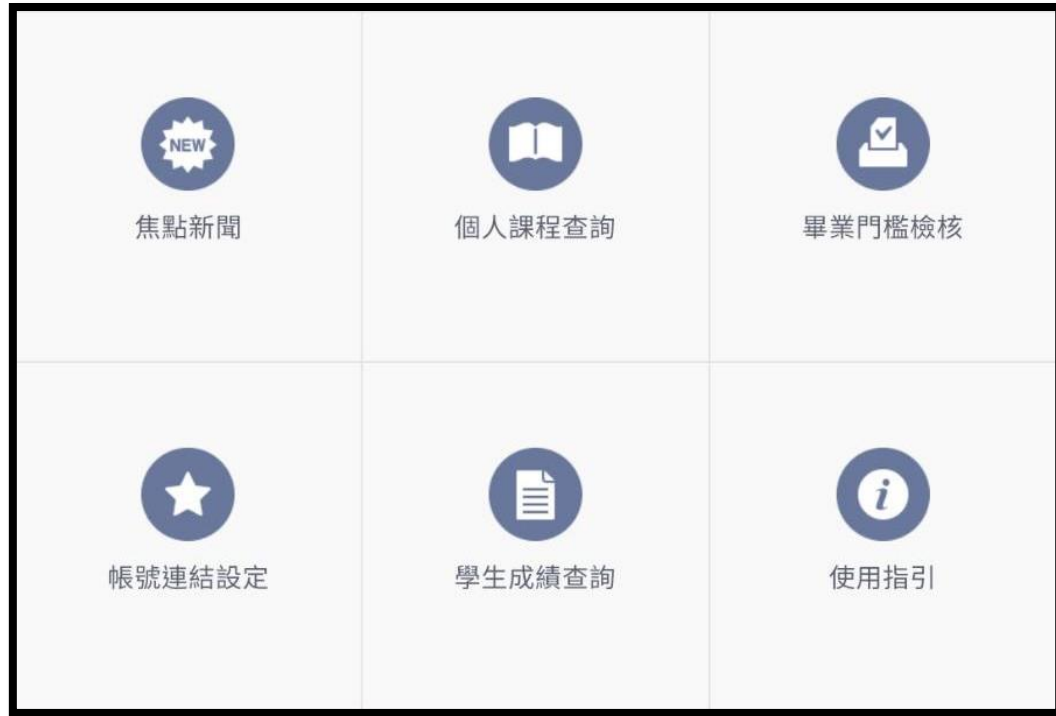 NEW
焦點新聞
個人課程查詢
畢業門檻檢核
帳號連結設定
學生成績查詢
i
使用指引